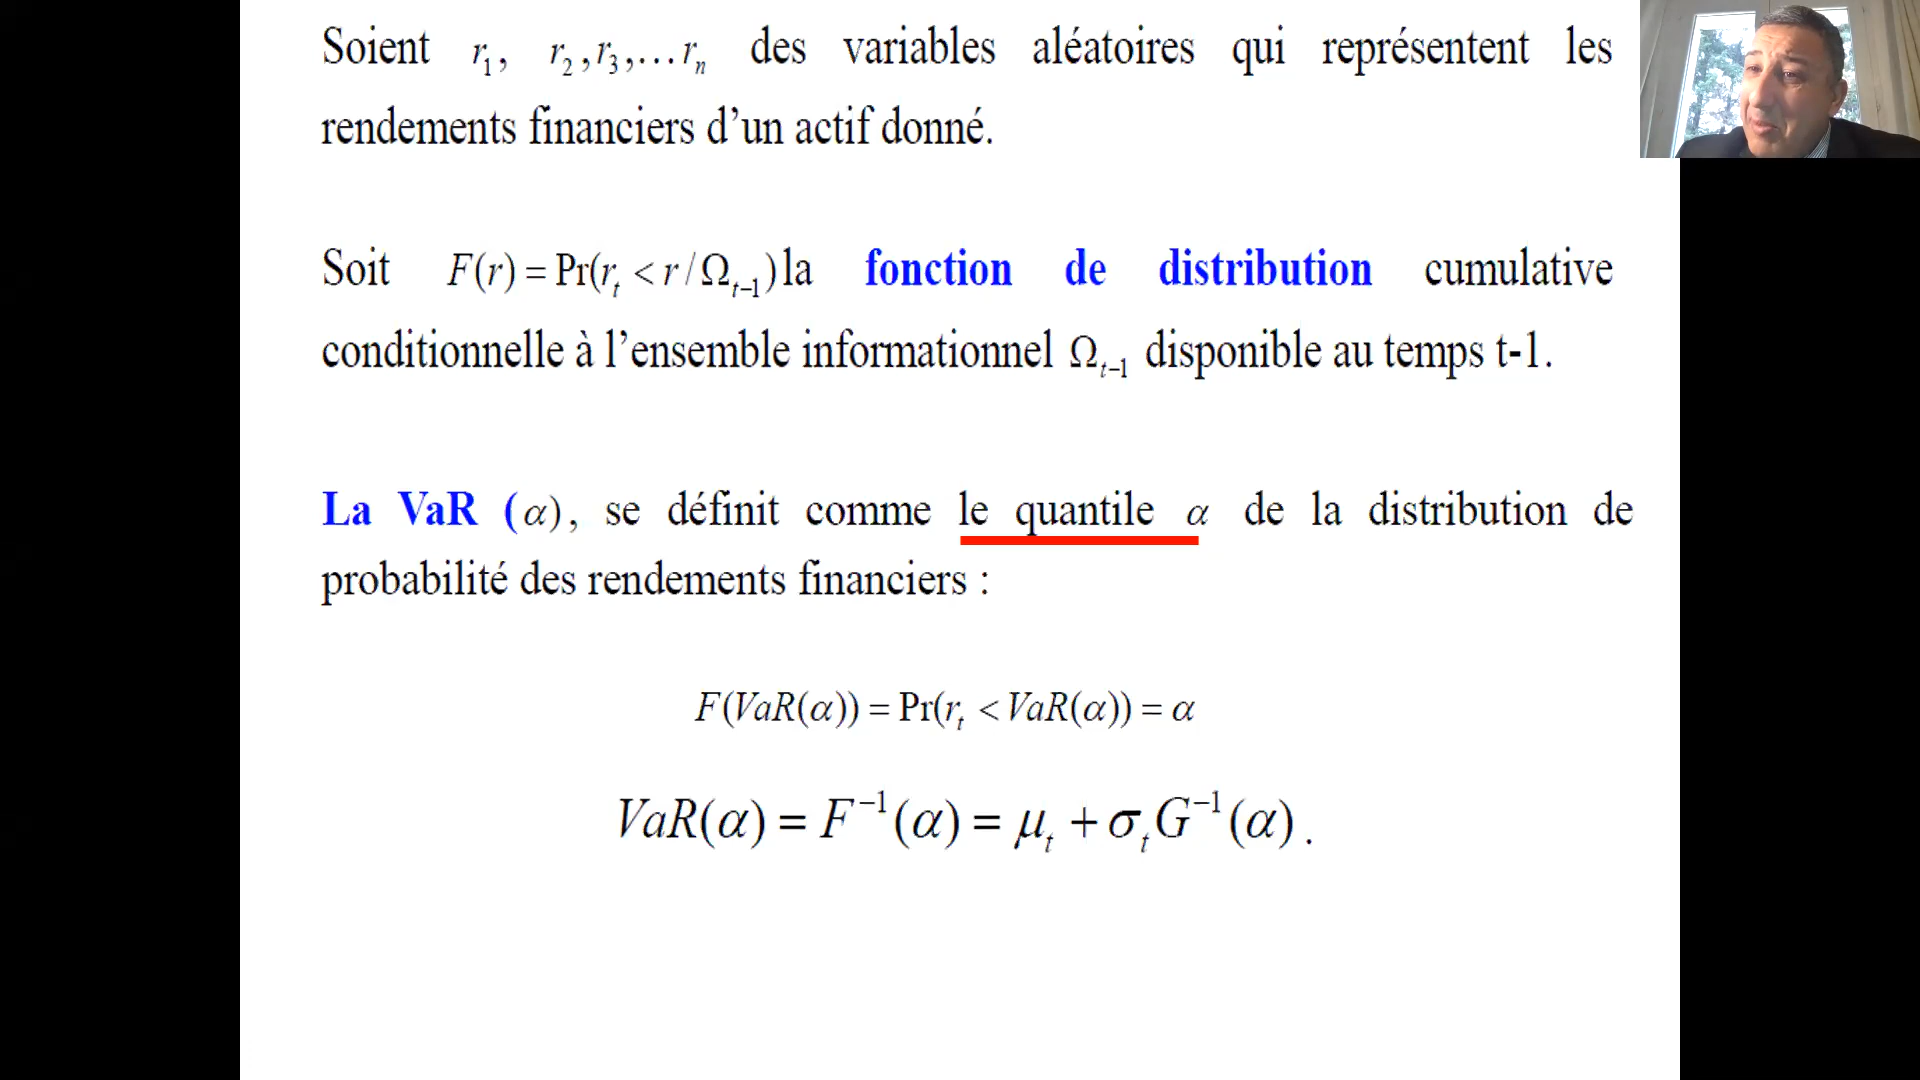 Soient r₁, r₂,r₃,…rₙ des variables aléatoires qui représentent les
rendements financiers d’un actif donné.
Soit F(r) = Pr(rₜ < r / Ωₜ₋₁) la fonction de distribution cumulative
conditionnelle à l’ensemble informationnel Ωₜ₋₁ disponible au temps t-1.
La VaR (α), se définit comme le quantile α de la distribution de
probabilité des rendements financiers :
F(VaR(α)) = Pr(rₜ < VaR(α)) = α
VaR(α) = F⁻¹(α) = μₜ + σₜG⁻¹(α) .